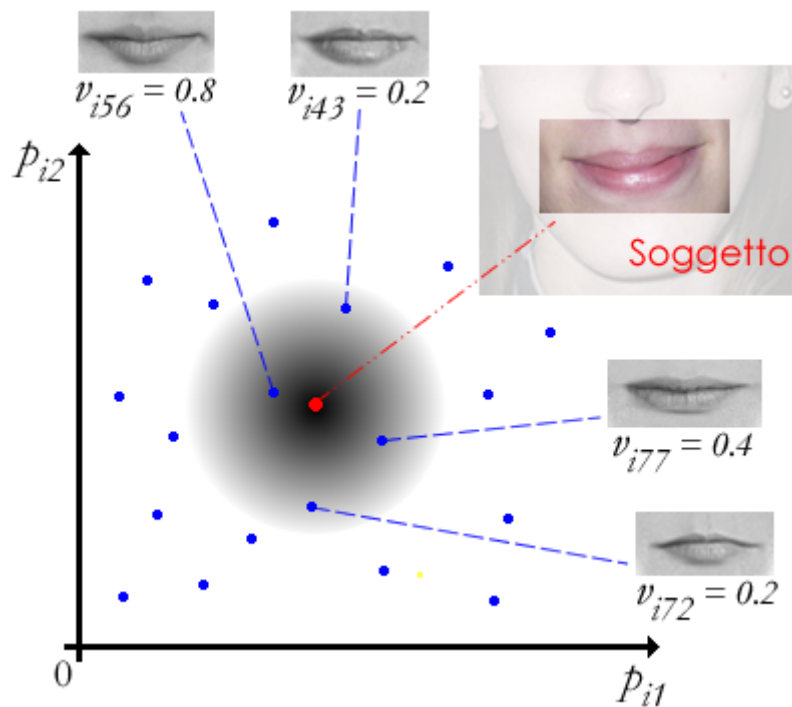 v_i56 = 0.8
v_i43 = 0.2
p_i2
Soggetto
v_i77 = 0.4
v_i72 = 0.2
0
p_i1